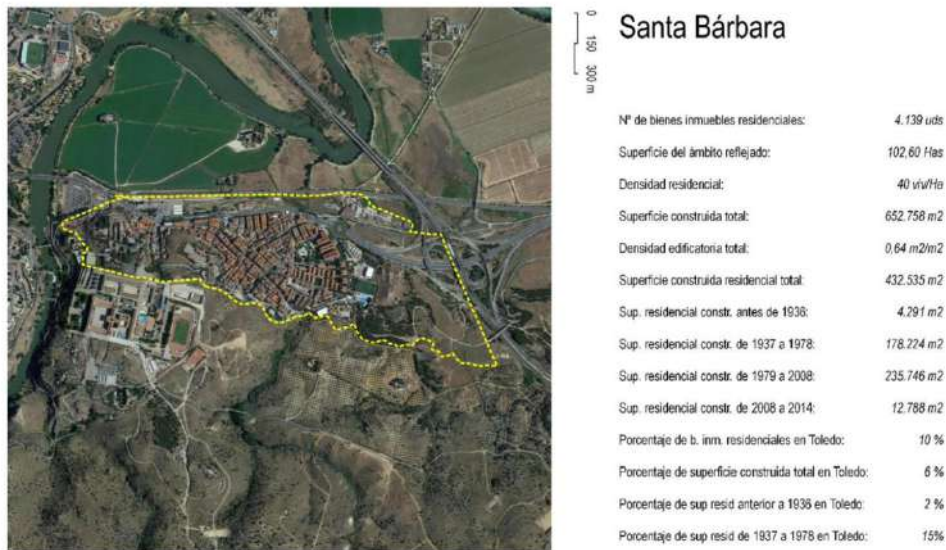 0 150 300 m
Santa Bárbara
Nº de bienes inmuebles residenciales: 4.139 uds
Superficie del ámbito reflejado: 102,60 Has
Densidad residencial: 40 viv/Ha
Superficie construida total: 652.758 m2
Densidad edificatoria total: 0,64 m2/m2
Superficie construida residencial total: 432.535 m2
Sup. residencial constr. antes de 1936: 4.291 m2
Sup. residencial constr. de 1937 a 1978: 178.224 m2
Sup. residencial constr. de 1979 a 2008: 235.746 m2
Sup. residencial constr. de 2008 a 2014: 12.788 m2
Porcentaje de b. inm. residenciales en Toledo: 10 %
Porcentaje de superficie construida total en Toledo: 6 %
Porcentaje de sup resid anterior a 1936 en Toledo: 2 %
Porcentaje de sup resid de 1937 a 1978 en Toledo: 15%